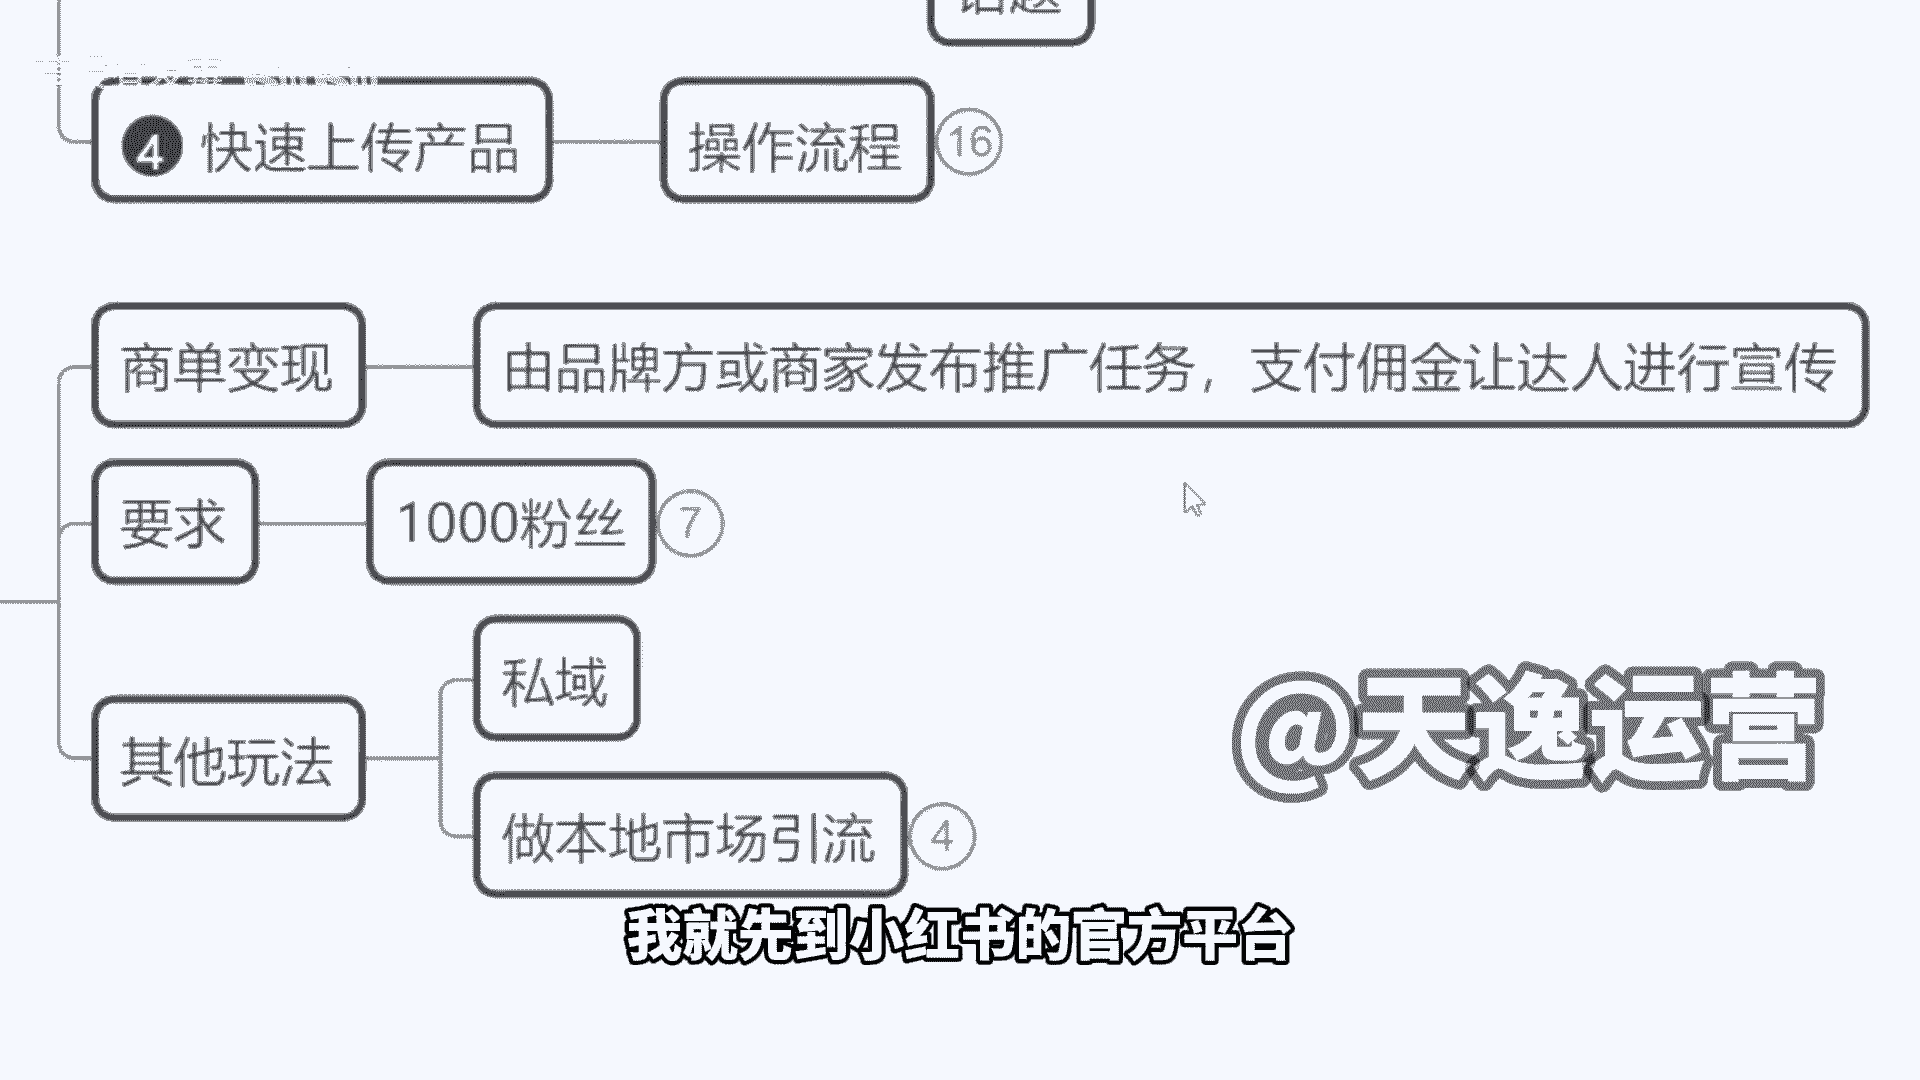 话题
4 快速上传产品
操作流程
16
商单变现
由品牌方或商家发布推广任务，支付佣金让达人进行宣传
要求
1000粉丝
7
私域
其他玩法
做本地市场引流
4
@天逸运营
我就先到小红书的官方平台